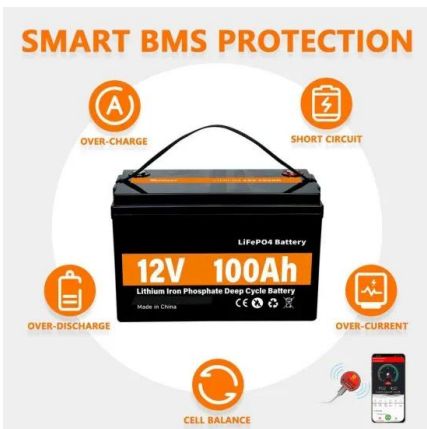 SMART BMS PROTECTION
A
OVER-CHARGE
SHORT CIRCUIT
LiFePO4 Battery
12V 100Ah
Lithium Iron Phosphate Deep Cycle Battery
Made in China
CE
OVER-DISCHARGE
OVER-CURRENT
CELL BALANCE